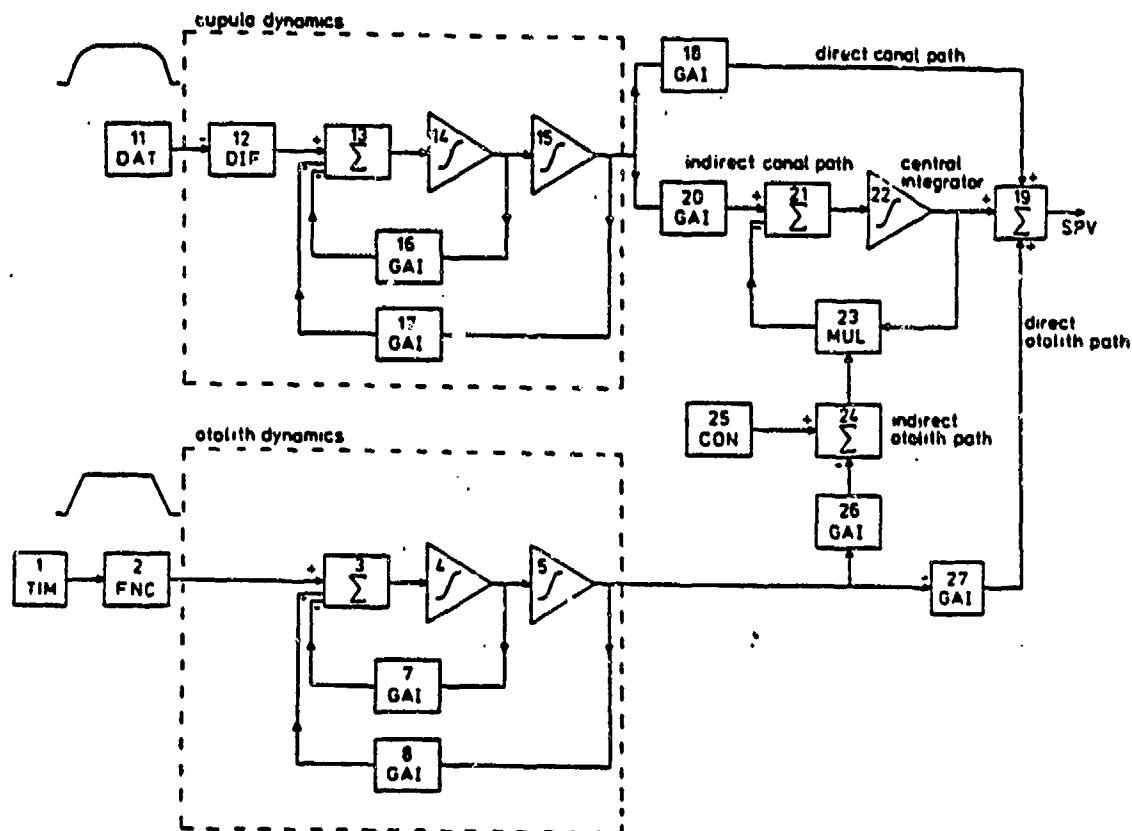 cupula dynamics
18
GAI
direct canal path
11
DAT
-
12
DIF
+
13
Σ
-
-
14
∫
15
∫
indirect canal path
20
GAI
+
21
Σ
-
central
integrator
22
∫
+
+
19
Σ
+
SPV
16
GAI
17
GAI
23
MUL
direct
otolith path
25
CON
+
24
Σ
-
indirect
otolith path
otolith dynamics
26
GAI
1
TIM
2
FNC
+
3
Σ
-
-
4
∫
5
∫
-
27
GAI
7
GAI
8
GAI